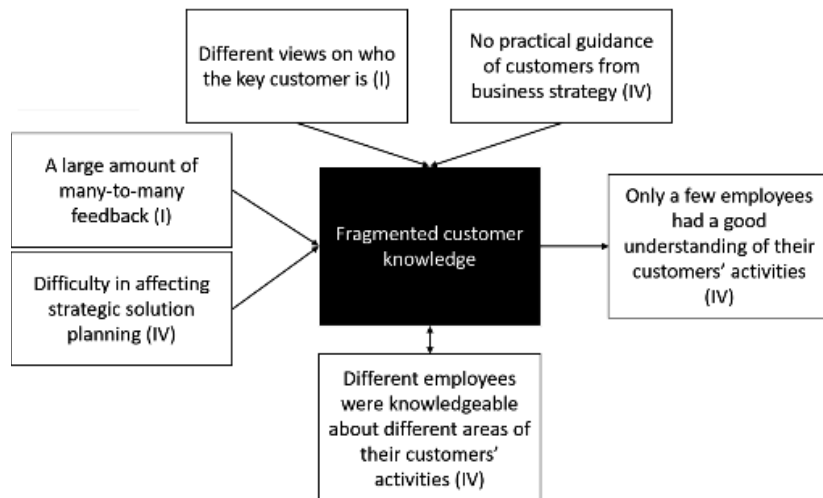 Different views on who
the key customer is (I)
No practical guidance
of customers from
business strategy (IV)
A large amount of
many-to-many
feedback (I)
Difficulty in affecting
strategic solution
planning (IV)
Fragmented customer
knowledge
Only a few employees
had a good
understanding of their
customers’ activities
(IV)
Different employees
were knowledgeable
about different areas of
their customers’
activities (IV)